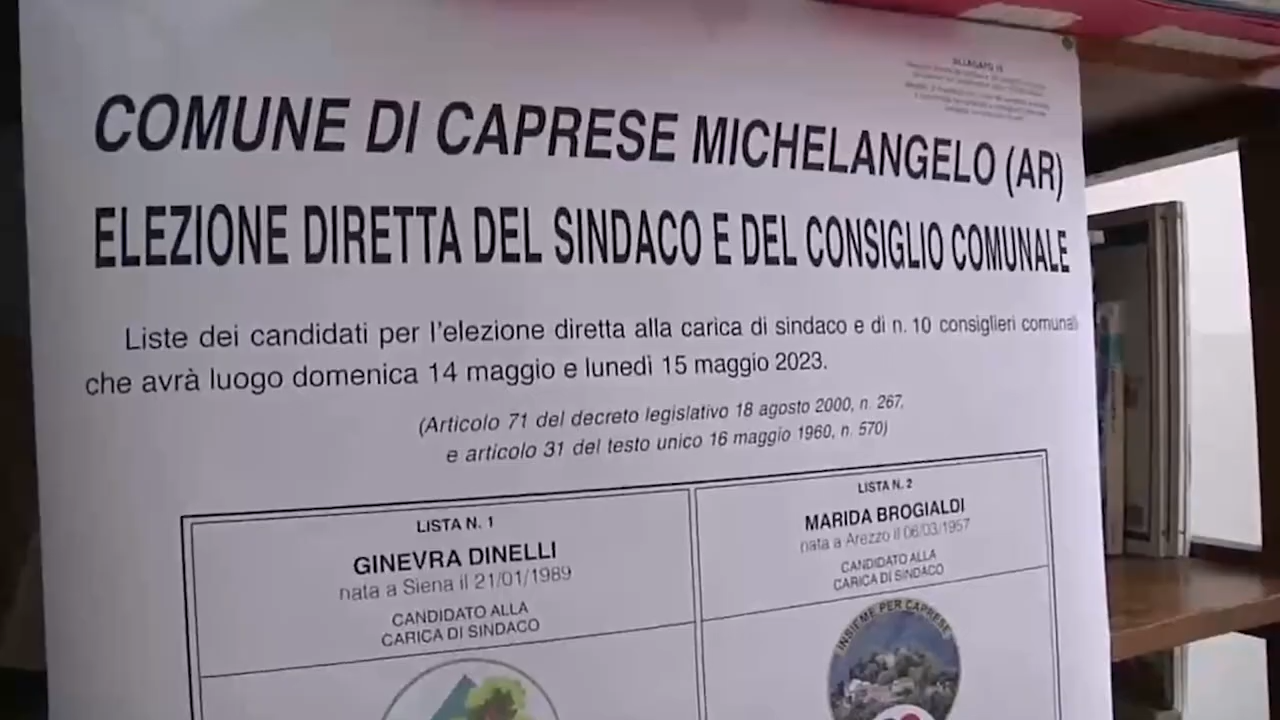 ALLEGATO
COMUNE DI CAPRESE MICHELANGELO (AR)
ELEZIONE DIRETTA DEL SINDACO E DEL CONSIGLIO COMUNALE
Liste dei candidati per l'elezione diretta alla carica di sindaco e di n. 10 consiglieri comunali
che avrà luogo domenica 14 maggio e lunedì 15 maggio 2023.
(Articolo 71 del decreto legislativo 18 agosto 2000, n. 267,
e articolo 31 del testo unico 16 maggio 1960, n. 570)
LISTA N. 1
GINEVRA DINELLI
nata a Siena il 21/01/1989
CANDIDATO ALLA
CARICA DI SINDACO
LISTA N. 2
MARIDA BROGIALDI
nata a Arezzo il 06/03/1957
CANDIDATO ALLA
CARICA DI SINDACO
INSIEME PER CAPRESE